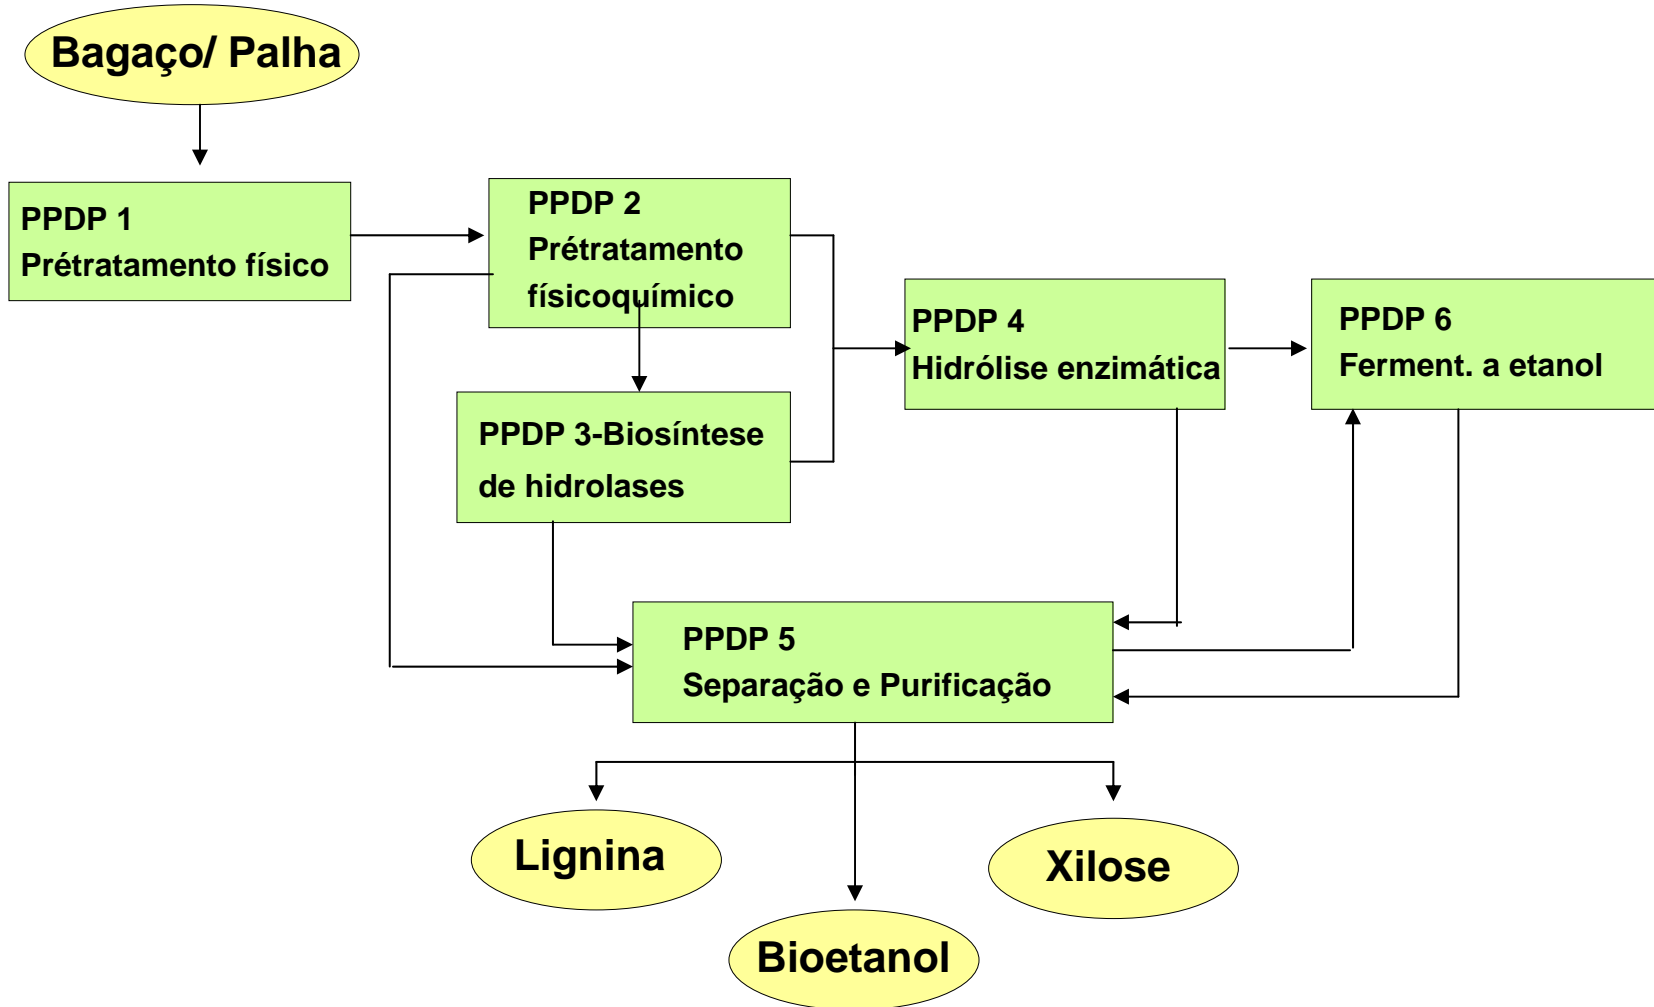 Bagaço/ Palha
PPDP 1
Prétratamento físico
PPDP 2
Prétratamento
físicoquímico
PPDP 3-Biosíntese
de hidrolases
PPDP 4
Hidrólise enzimática
PPDP 6
Ferment. a etanol
PPDP 5
Separação e Purificação
Lignina
Xilose
Bioetanol